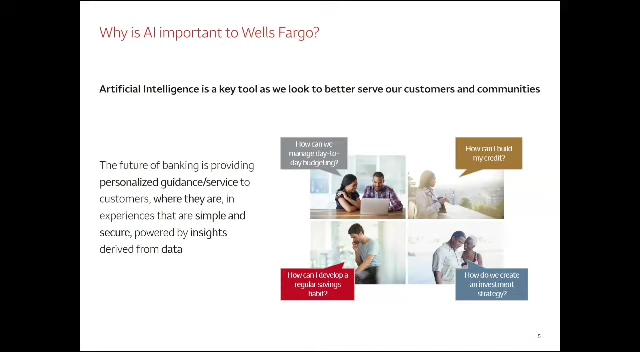 Why is AI important to Wells Fargo?
Artificial Intelligence is a key tool as we look to better serve our customers and communities
The future of banking is providing
personalized guidance/service to
customers, where they are, in
experiences that are simple and
secure, powered by insights
derived from data
How can we
manage day-to-
day budgeting?
How can I build
my credit?
How can I develop a
regular savings
habit?
How do we create
an investment
strategy?
5